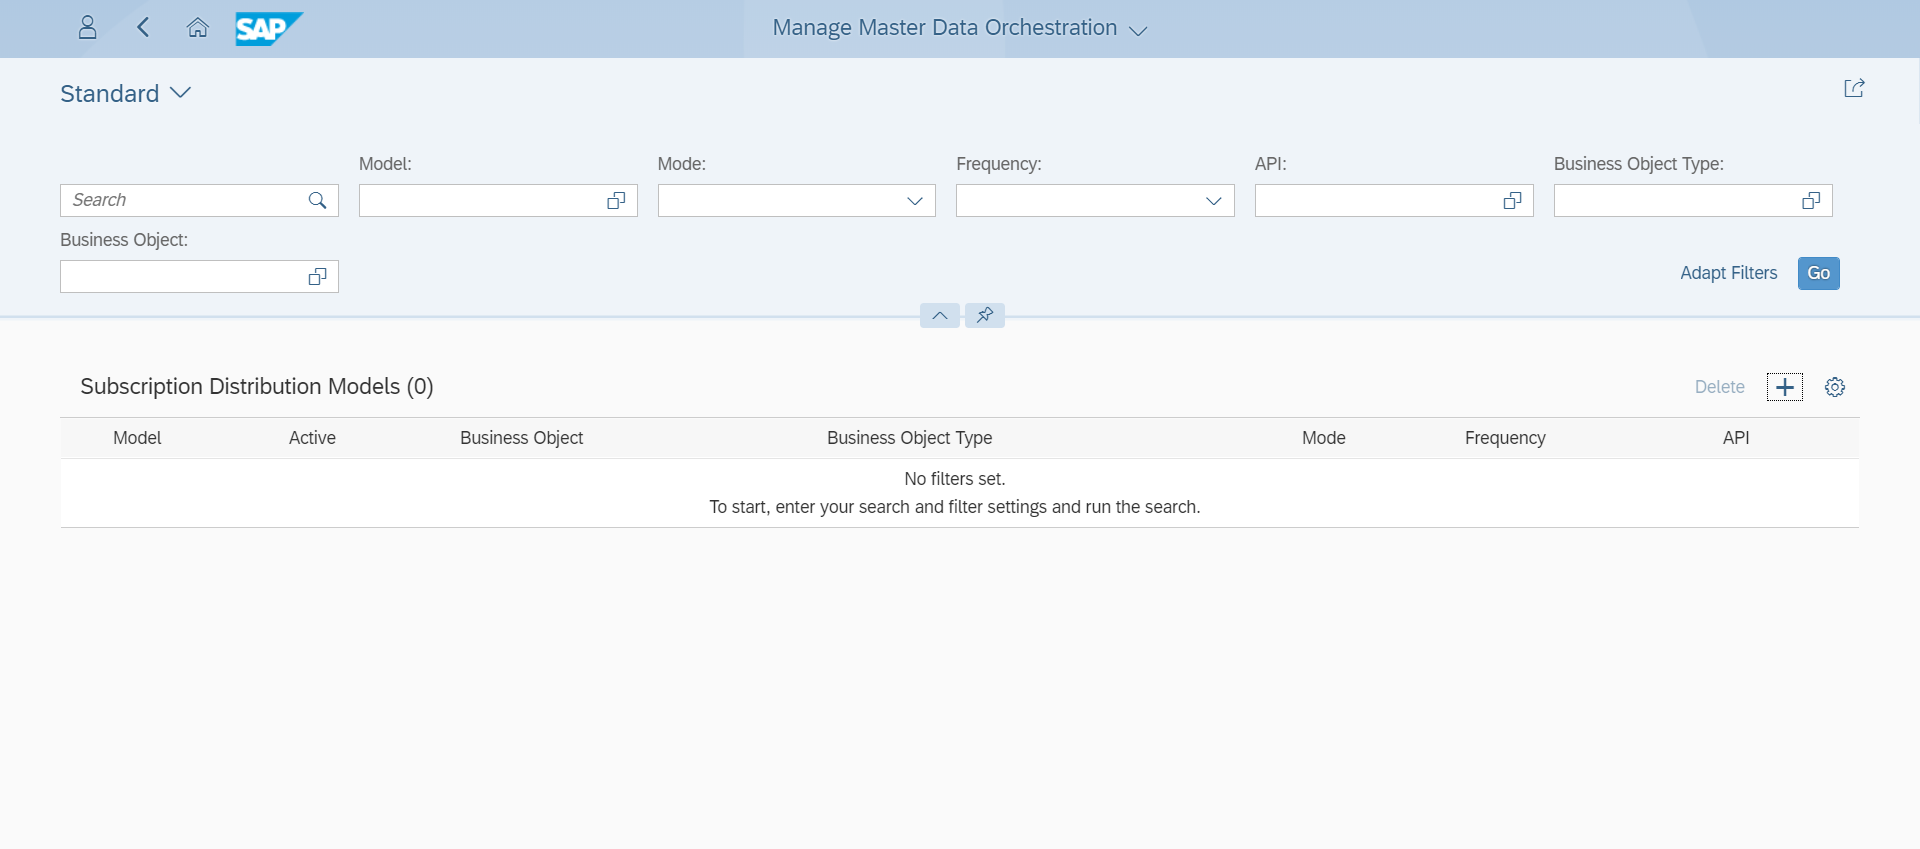 SAP
Manage Master Data Orchestration
Standard
Search
Model:
Mode:
Frequency:
API:
Business Object Type:
Business Object:
Adapt Filters
Go
Subscription Distribution Models (0)
Delete
Model Active Business Object Business Object Type Mode Frequency API
No filters set.
To start, enter your search and filter settings and run the search.